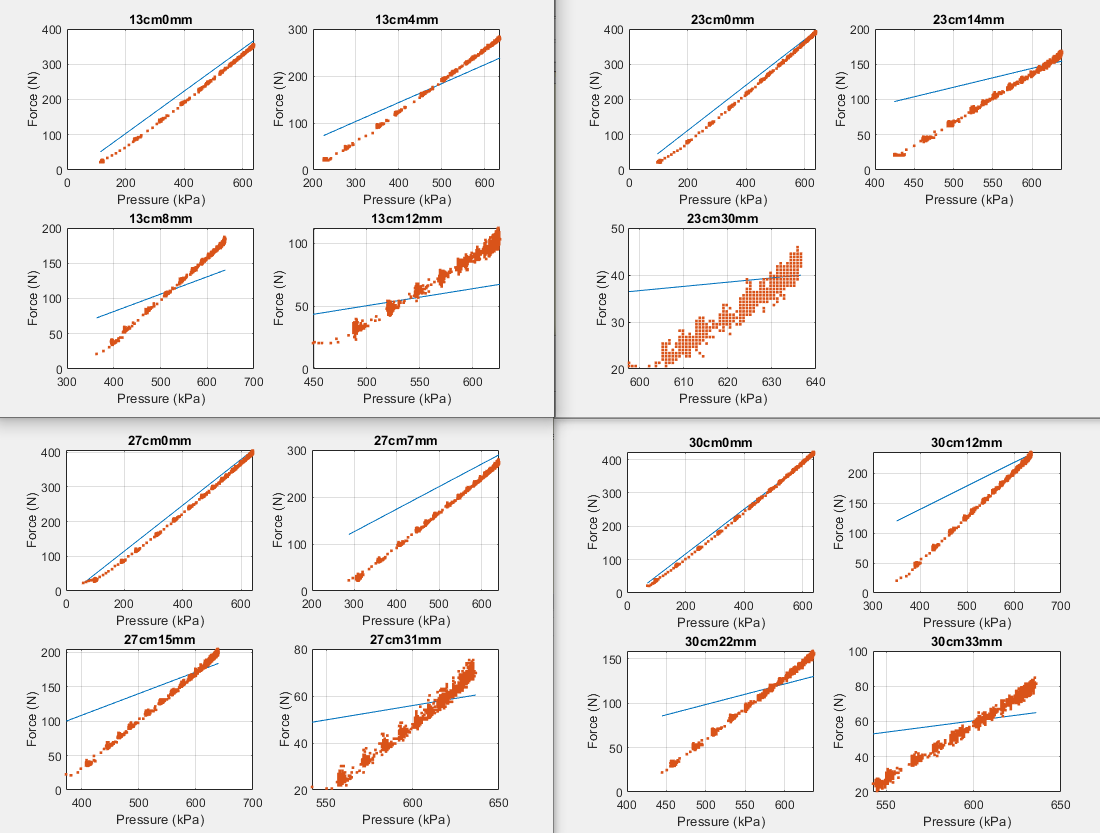 13cm0mm
400
300
200
100
0
Force (N)
0 200 400 600
Pressure (kPa)
13cm4mm
300
200
100
0
Force (N)
200 300 400 500 600
Pressure (kPa)
13cm8mm
200
150
100
50
0
Force (N)
300 400 500 600 700
Pressure (kPa)
13cm12mm
100
50
0
Force (N)
450 500 550 600
Pressure (kPa)
23cm0mm
400
300
200
100
0
Force (N)
0 200 400 600
Pressure (kPa)
23cm14mm
200
150
100
50
0
Force (N)
400 450 500 550 600
Pressure (kPa)
23cm30mm
50
40
30
20
Force (N)
600 610 620 630 640
Pressure (kPa)
27cm0mm
400
300
200
100
0
Force (N)
0 200 400 600
Pressure (kPa)
27cm7mm
300
200
100
0
Force (N)
200 300 400 500 600
Pressure (kPa)
27cm15mm
200
150
100
50
0
Force (N)
400 500 600 700
Pressure (kPa)
27cm31mm
80
60
40
20
Force (N)
550 600 650
Pressure (kPa)
30cm0mm
400
300
200
100
0
Force (N)
0 200 400 600
Pressure (kPa)
30cm12mm
200
150
100
50
0
Force (N)
300 400 500 600 700
Pressure (kPa)
30cm22mm
150
100
50
0
Force (N)
400 450 500 550 600
Pressure (kPa)
30cm33mm
100
80
60
40
20
Force (N)
550 600 650
Pressure (kPa)